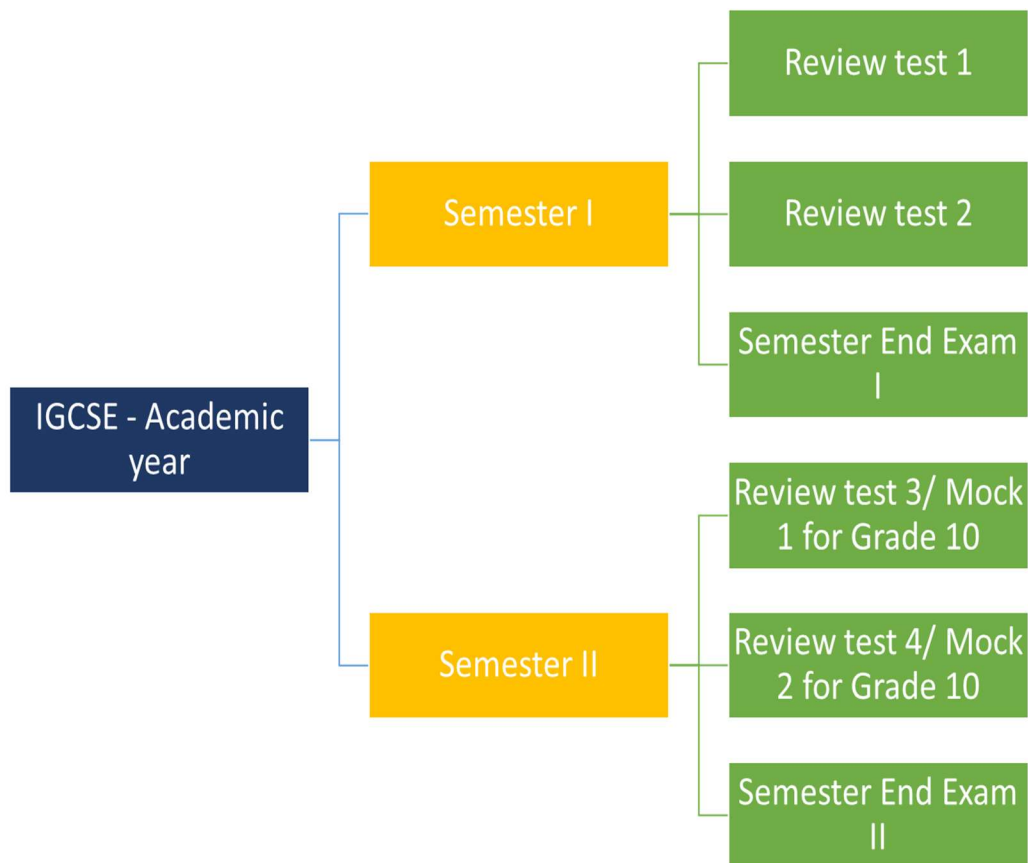 IGCSE - Academic
year
Semester I
Review test 1
Review test 2
Semester End Exam
I
Semester II
Review test 3/ Mock
1 for Grade 10
Review test 4/ Mock
2 for Grade 10
Semester End Exam
II